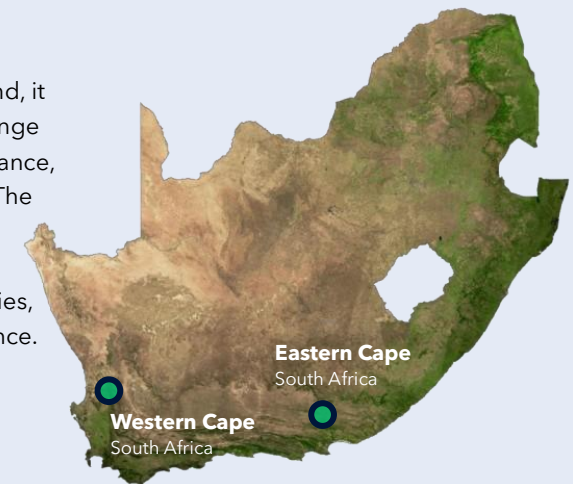 nd, it
nge
ance,
The
ies,
nce.
Eastern Cape
South Africa
Western Cape
South Africa